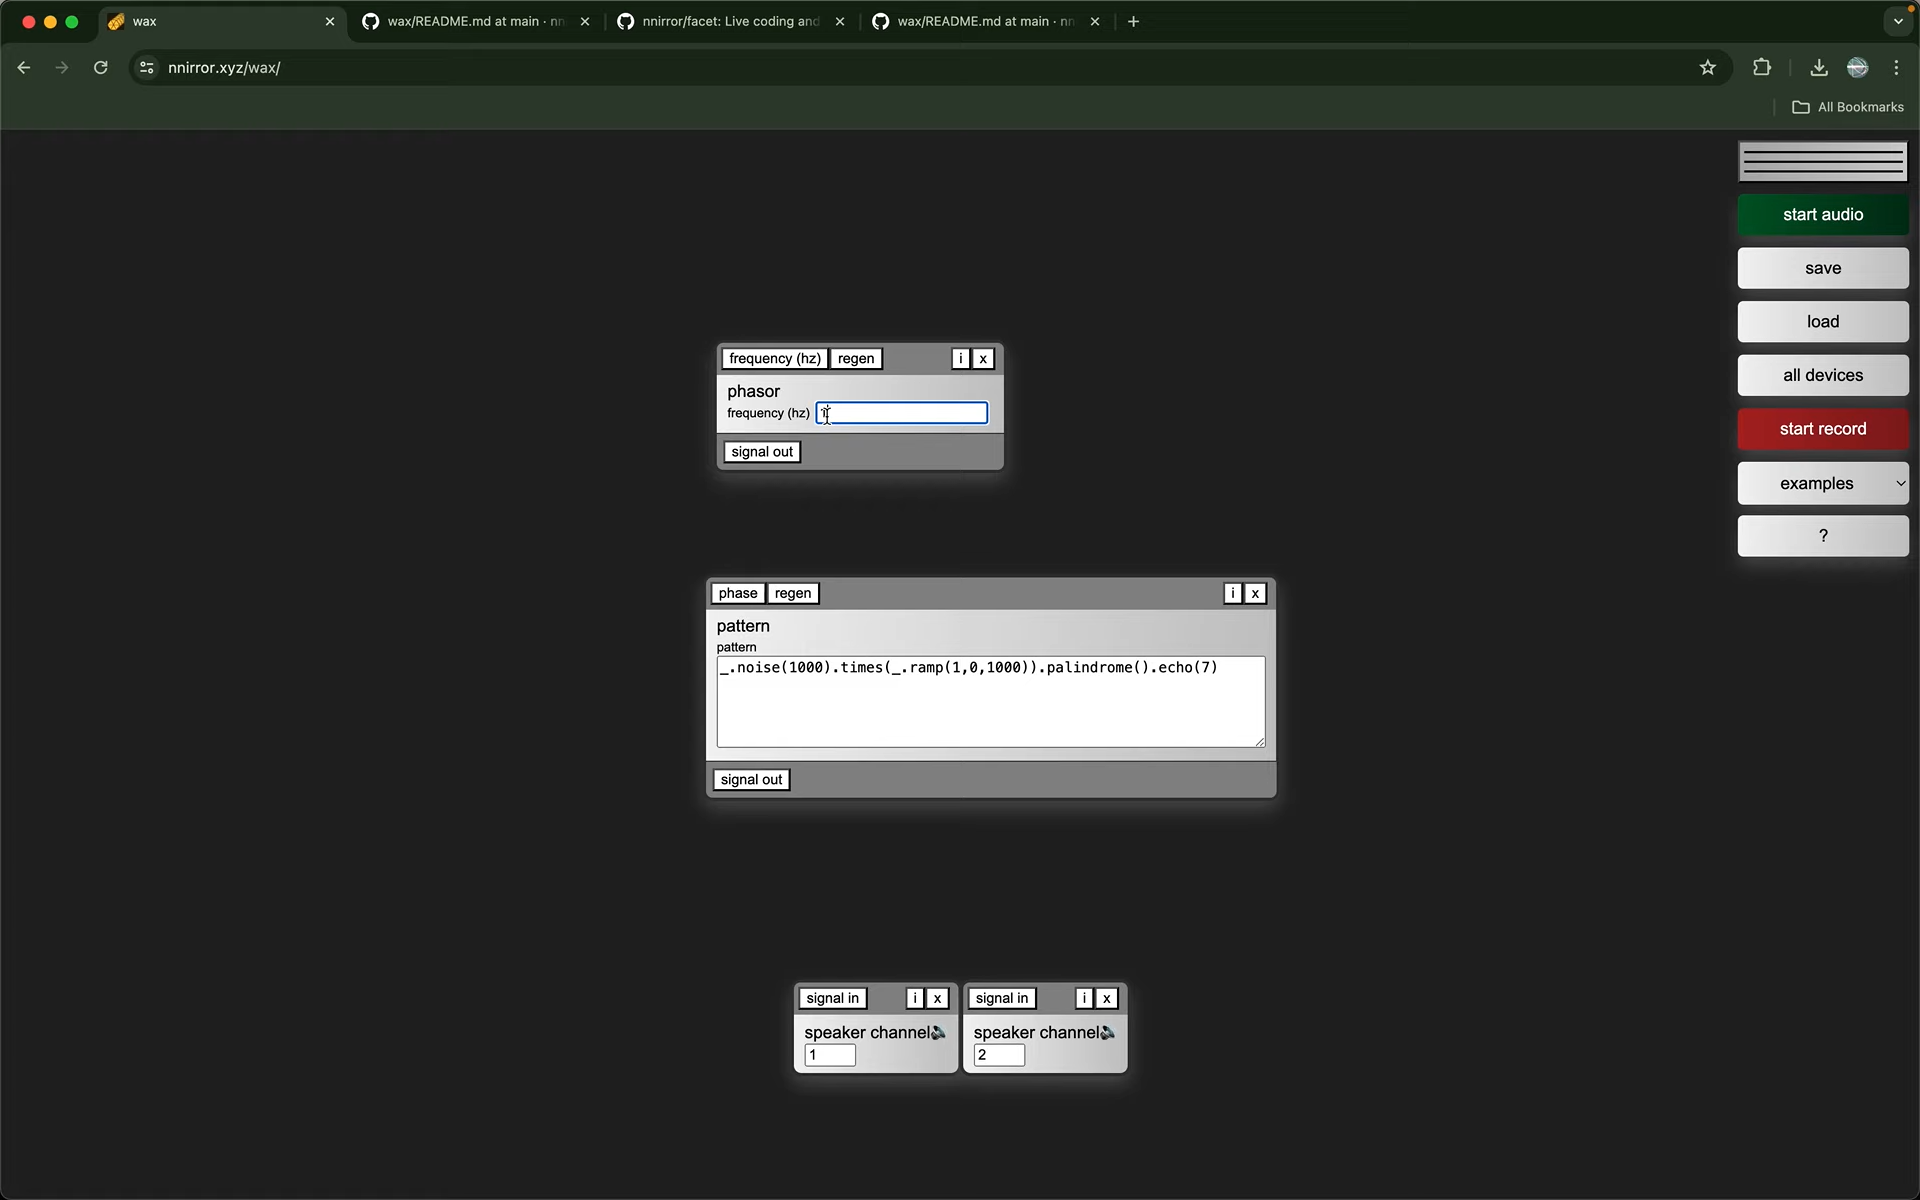 wax
wax/README.md at main · nn
nnirror/facet: Live coding and
wax/README.md at main · nn
nnirror.xyz/wax/
All Bookmarks
start audio
save
load
all devices
start record
examples
?
frequency (hz) regen i x
phasor
frequency (hz)
signal out
phase regen i x
pattern
pattern
_.noise(1000).times(_.ramp(1,0,1000)).palindrome().echo(7)
signal out
signal in i x
speaker channel
1
signal in i x
speaker channel
2